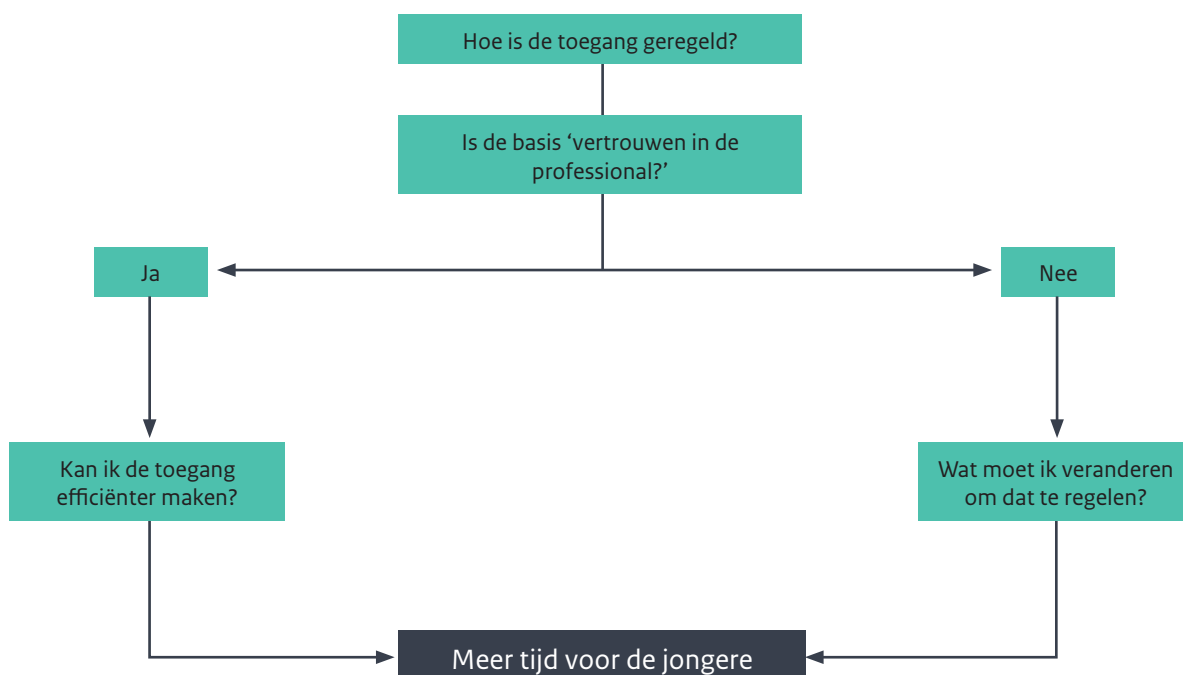 Hoe is de toegang geregeld?
Is de basis ‘vertrouwen in de
professional?’
Ja
Nee
Kan ik de toegang
efficiënter maken?
Wat moet ik veranderen
om dat te regelen?
Meer tijd voor de jongere